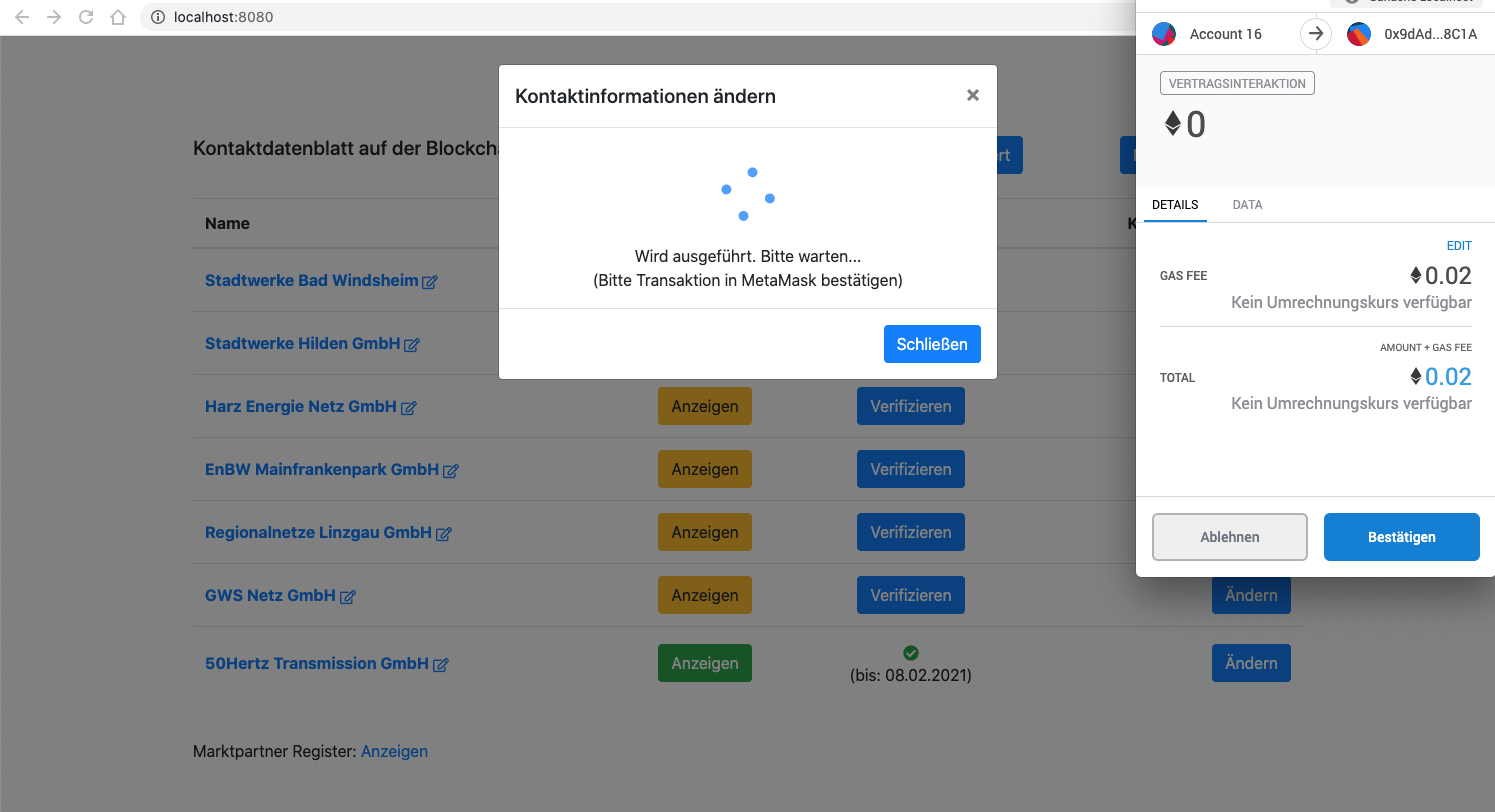 localhost:8080
Account 16
0x9dAd...8C1A
VERTRAGSINTERAKTION
0
DETAILS
DATA
EDIT
GAS FEE
0.02
Kein Umrechnungskurs verfügbar
AMOUNT + GAS FEE
TOTAL
0.02
Kein Umrechnungskurs verfügbar
Ablehnen
Bestätigen
Kontaktinformationen ändern
×
Wird ausgeführt. Bitte warten...
(Bitte Transaktion in MetaMask bestätigen)
Schließen
Kontaktdatenblatt auf der
Name
Stadtwerke Bad Windsheim
Stadtwerke Hilden GmbH
Harz Energie Netz GmbH
Anzeigen
Verifizieren
EnBW Mainfrankenpark GmbH
Anzeigen
Verifizieren
Regionalnetze Linzgau GmbH
Anzeigen
Verifizieren
GWS Netz GmbH
Anzeigen
Verifizieren
Ändern
50Hertz Transmission GmbH
Anzeigen
(bis: 08.02.2021)
Ändern
Marktpartner Register: Anzeigen